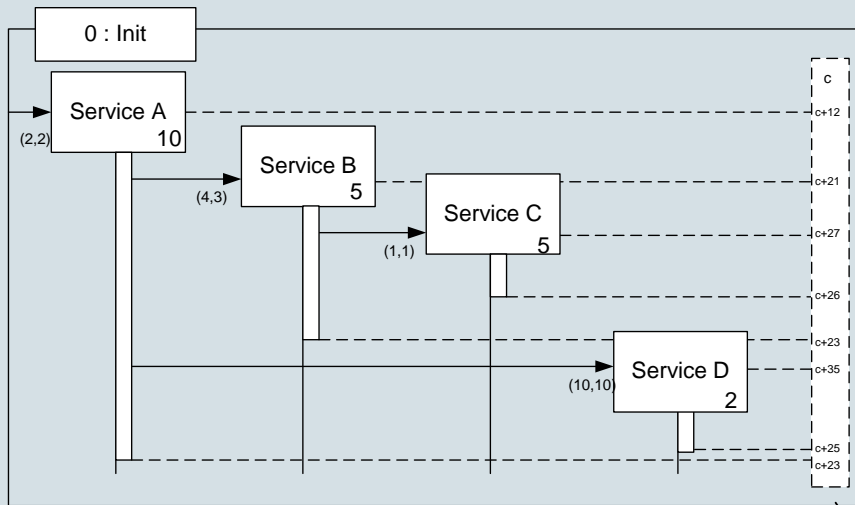 0 : Init
c
Service A
10
c+12
(2,2)
Service B
5
c+21
(4,3)
Service C
5
c+27
(1,1)
c+26
c+23
Service D
2
c+35
(10,10)
c+25
c+23